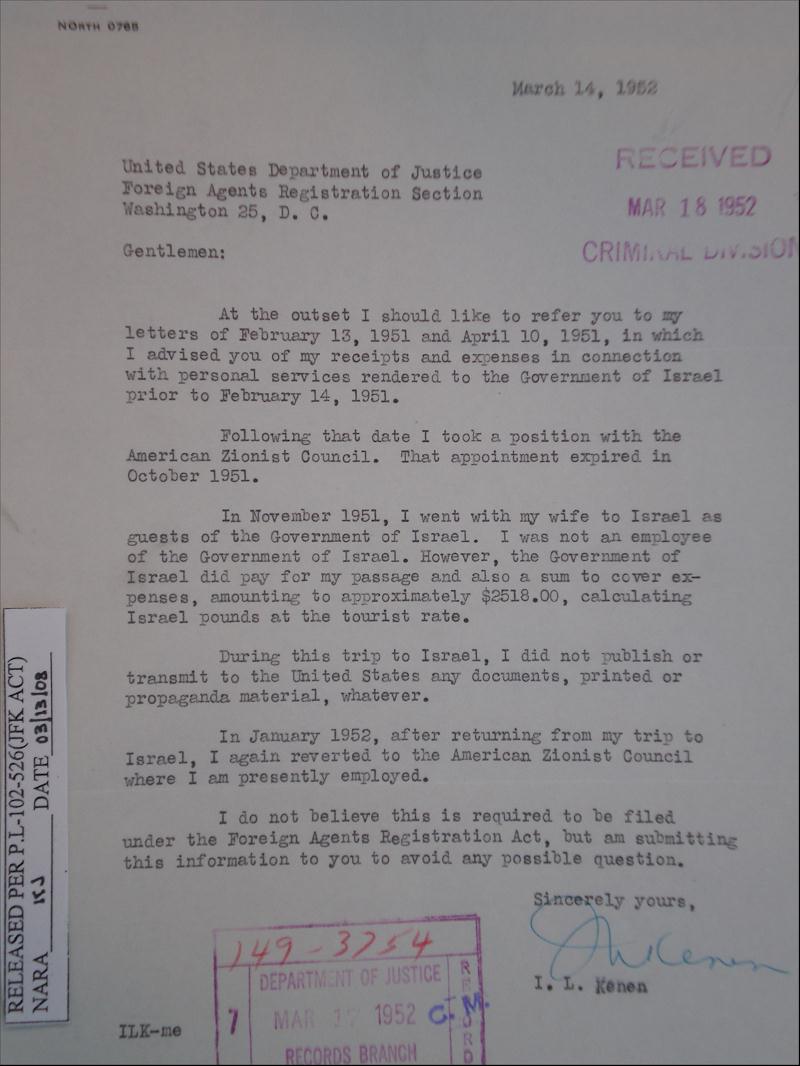 NORTH 0768
March 14, 1952
United States Department of Justice
Foreign Agents Registration Section
Washington 25, D. C.
RECEIVED
MAR 18 1952
CRIMINAL DIVISION
Gentlemen:
At the outset I should like to refer you to my
letters of February 13, 1951 and April 10, 1951, in which
I advised you of my receipts and expenses in connection
with personal services rendered to the Government of Israel
prior to February 14, 1951.
Following that date I took a position with the
American Zionist Council. That appointment expired in
October 1951.
In November 1951, I went with my wife to Israel as
guests of the Government of Israel. I was not an employee
of the Government of Israel. However, the Government of
Israel did pay for my passage and also a sum to cover ex-
penses, amounting to approximately $2518.00, calculating
Israel pounds at the tourist rate.
During this trip to Israel, I did not publish or
transmit to the United States any documents, printed or
propaganda material, whatever.
In January 1952, after returning from my trip to
Israel, I again reverted to the American Zionist Council
where I am presently employed.
I do not believe this is required to be filed
under the Foreign Agents Registration Act, but am submitting
this information to you to avoid any possible question.
Sincerely yours,
I. L. Kenen
I. L. Kenen
ILK-me
149-3754
DEPARTMENT OF JUSTICE
7
MAR 1952
C.M.
RECORDS BRANCH
RECORD
RELEASED PER P.L-102-526(JFK ACT)
NARA KJ DATE 03/13/08